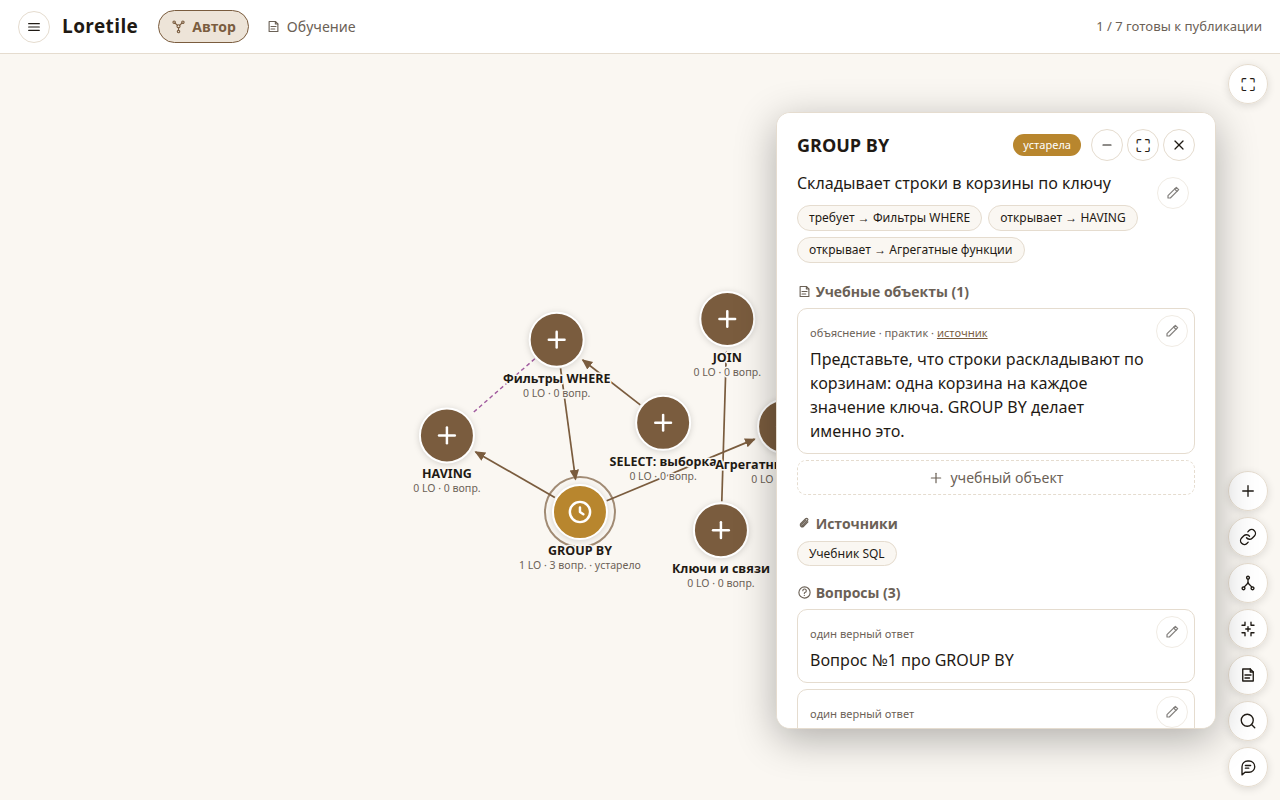 Loretile
Автор
Обучение
1 / 7 готовы к публикации
GROUP BY
устарела
Складывает строки в корзины по ключу
требует → Фильтры WHERE
открывает → HAVING
открывает → Агрегатные функции
Учебные объекты (1)
объяснение · практик · источник
Представьте, что строки раскладывают по
корзинам: одна корзина на каждое
значение ключа. GROUP BY делает
именно это.
учебный объект
Источники
Учебник SQL
Вопросы (3)
один верный ответ
Вопрос №1 про GROUP BY
один верный ответ
JOIN
0 LO · 0 вопр.
Фильтры WHERE
0 LO · 0 вопр.
SELECT: выборка
0 LO · 0 вопр.
HAVING
0 LO · 0 вопр.
0 LO
GROUP BY
1 LO · 3 вопр. · устарело
Ключи и связи
0 LO · 0 вопр.